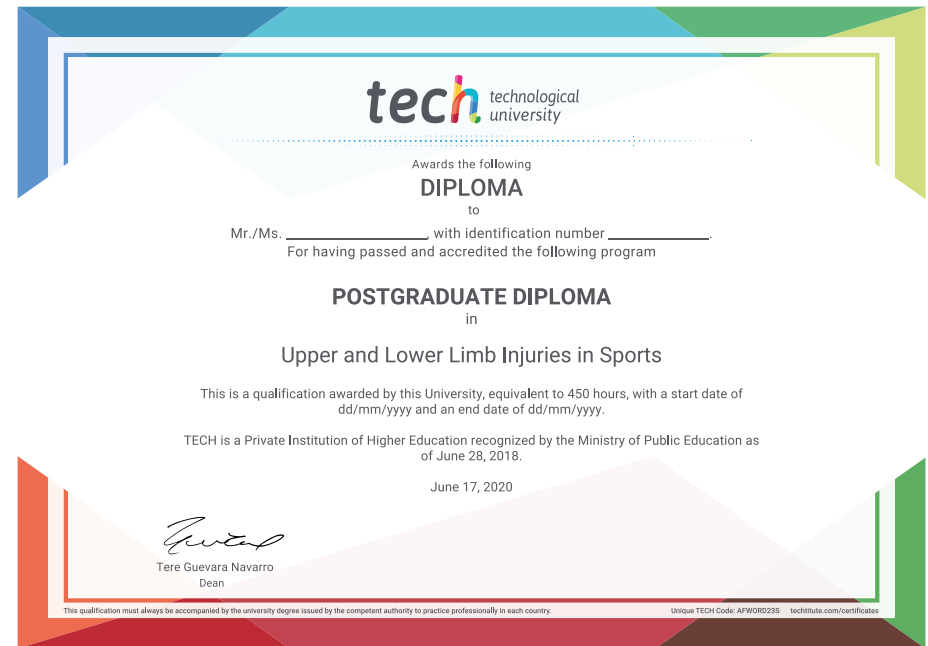 tech technological
university
Awards the following
DIPLOMA
to
Mr./Ms. ____________________, with identification number ______________.
For having passed and accredited the following program
POSTGRADUATE DIPLOMA
in
Upper and Lower Limb Injuries in Sports
This is a qualification awarded by this University, equivalent to 450 hours, with a start date of
dd/mm/yyyy and an end date of dd/mm/yyyy.
TECH is a Private Institution of Higher Education recognized by the Ministry of Public Education as
of June 28, 2018.
June 17, 2020
Tere Guevara Navarro
Dean
This qualification must always be accompanied by the university degree issued by the competent authority to practice professionally in each country.
Unique TECH Code: AFWORD23S techtitute.com/certificates